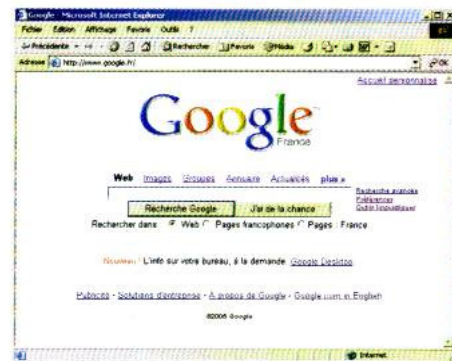 Google - Microsoft Internet Explorer
Fichier Edition Affichage Favoris Outils ?
Précédente Rechercher Favoris Média
Adresse http://www.google.fr/ OK
Accueil personnalisé
Google
France
Web Images Groupes Annuaire Actualités plus »
Recherche avancée
Préférences
Outils linguistiques
Recherche Google J'ai de la chance
Rechercher dans : Web Pages francophones Pages : France
Nouveau ! L'info sur votre bureau, à la demande. Google Desktop
Publicité - Solutions d'entreprise - A propos de Google - Google.com in English
©2005 Google
Internet